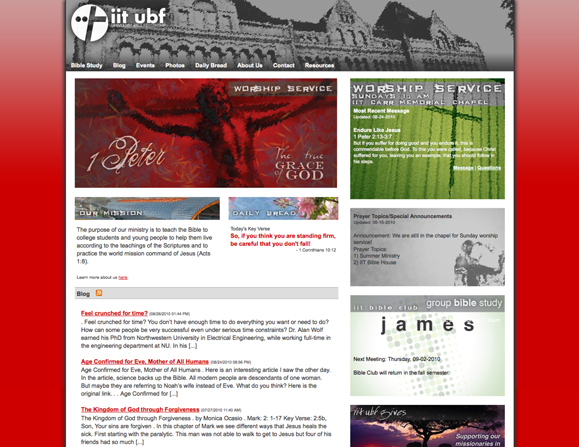 iit ubf
Bible Study Blog Events Photos Daily Bread About Us Contact Resources
WORSHIP SERVICE
1 Peter
The true
GRACE
of GOD
OUR MISSION
The purpose of our ministry is to teach the Bible to
college students and young people to help them live
according to the teachings of the Scriptures and to
practice the world mission command of Jesus (Acts
1:8).
Learn more about us here.
DAILY BREAD
Today's Key Verse
So, if you think you are standing firm,
be careful that you don't fall!
- 1 Corinthians 10:12
Blog
Feel crunched for time? (08/26/2010 01:44 PM)
. Feel crunched for time? You don't have enough time to do everything you want or need to do?
How can some people be very successful even under serious time constraints? Dr. Alan Wolf
earned his PhD from Northwestern University in Electrical Engineering, while working full-time in
the engineering department at NU. In his [...]
Age Confirmed for Eve, Mother of All Humans (08/24/2010 08:56 PM)
Age Confirmed for Eve, Mother of All Humans . Here is an interesting article I saw the other day.
In the article, science backs up the Bible. All modern people are descendants of one woman.
But maybe they are referring to Noah's wife instead of Eve. What do you think? Here is the
original link. . . Age Confirmed for [...]
The Kingdom of God through Forgiveness (07/27/2010 11:40 AM)
The Kingdom of God through Forgiveness . by Monica Ocasio . Mark: 2: 1-17 Key Verse: 2:5b,
Son, Your sins are forgiven . In this chapter of Mark we see different ways that Jesus heals the
sick. First starting with the paralytic. This man was not able to walk to get to Jesus but four of his
friends had so much [...]
WORSHIP SERVICE
SUNDAYS 11 AM
IIT CARR MEMORIAL CHAPEL
Most Recent Message
Updated: 08-24-2010
Endure Like Jesus
1 Peter 2:13-3:7
But if you suffer for doing good and you endure it, this is
commendable before God. To this you were called, because Christ
suffered for you, leaving you an example, that you should follow in
his steps.
Message | Questions
Prayer Topics/Special Announcements
Announcement: We are still in the chapel for Sunday worship
service!
Prayer Topic:
1) Summer Ministry
2) IIT Bible House
iit bible club group bible study
james
Next Meeting: Thursday, 09-02-2010
Bible Club will return in the fall semester.
iit ubf gives
Supporting our
missionaries in